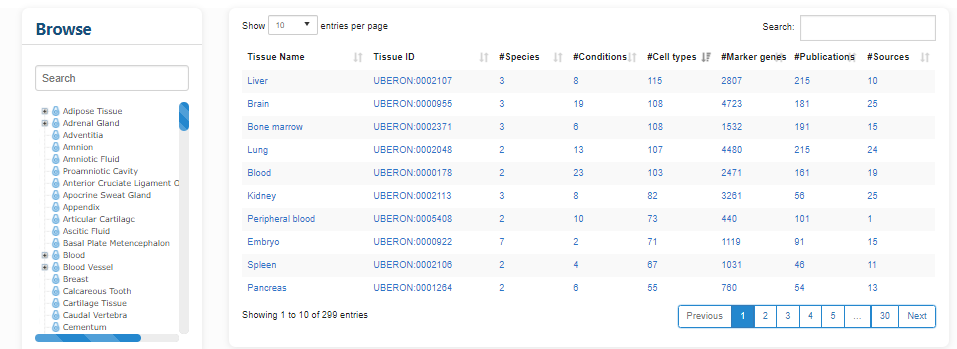 Browse
Search
Adipose Tissue
Adrenal Gland
Adventitia
Amnion
Amniotic Fluid
Proamniotic Cavity
Anterior Cruciate Ligament O
Apocrine Sweat Gland
Appendix
Articular Cartilage
Ascitic Fluid
Basal Plate Metencephalon
Blood
Blood Vessel
Breast
Calcareous Tooth
Cartilage Tissue
Caudal Vertebra
Cementum
Show 10 entries per page Search:
Tissue Name Tissue ID #Species #Conditions #Cell types #Marker genes #Publications #Sources
Liver UBERON:0002107 3 8 115 2807 215 10
Brain UBERON:0000955 3 19 108 4723 181 25
Bone marrow UBERON:0002371 3 6 108 1532 191 15
Lung UBERON:0002048 2 13 107 4480 215 24
Blood UBERON:0000178 2 23 103 2471 161 19
Kidney UBERON:0002113 3 8 82 3261 56 25
Peripheral blood UBERON:0005408 2 10 73 440 101 1
Embryo UBERON:0000922 7 2 71 1119 91 15
Spleen UBERON:0002106 2 4 67 1031 46 11
Pancreas UBERON:0001264 2 6 55 760 54 13
Showing 1 to 10 of 299 entries Previous 1 2 3 4 5 ... 30 Next